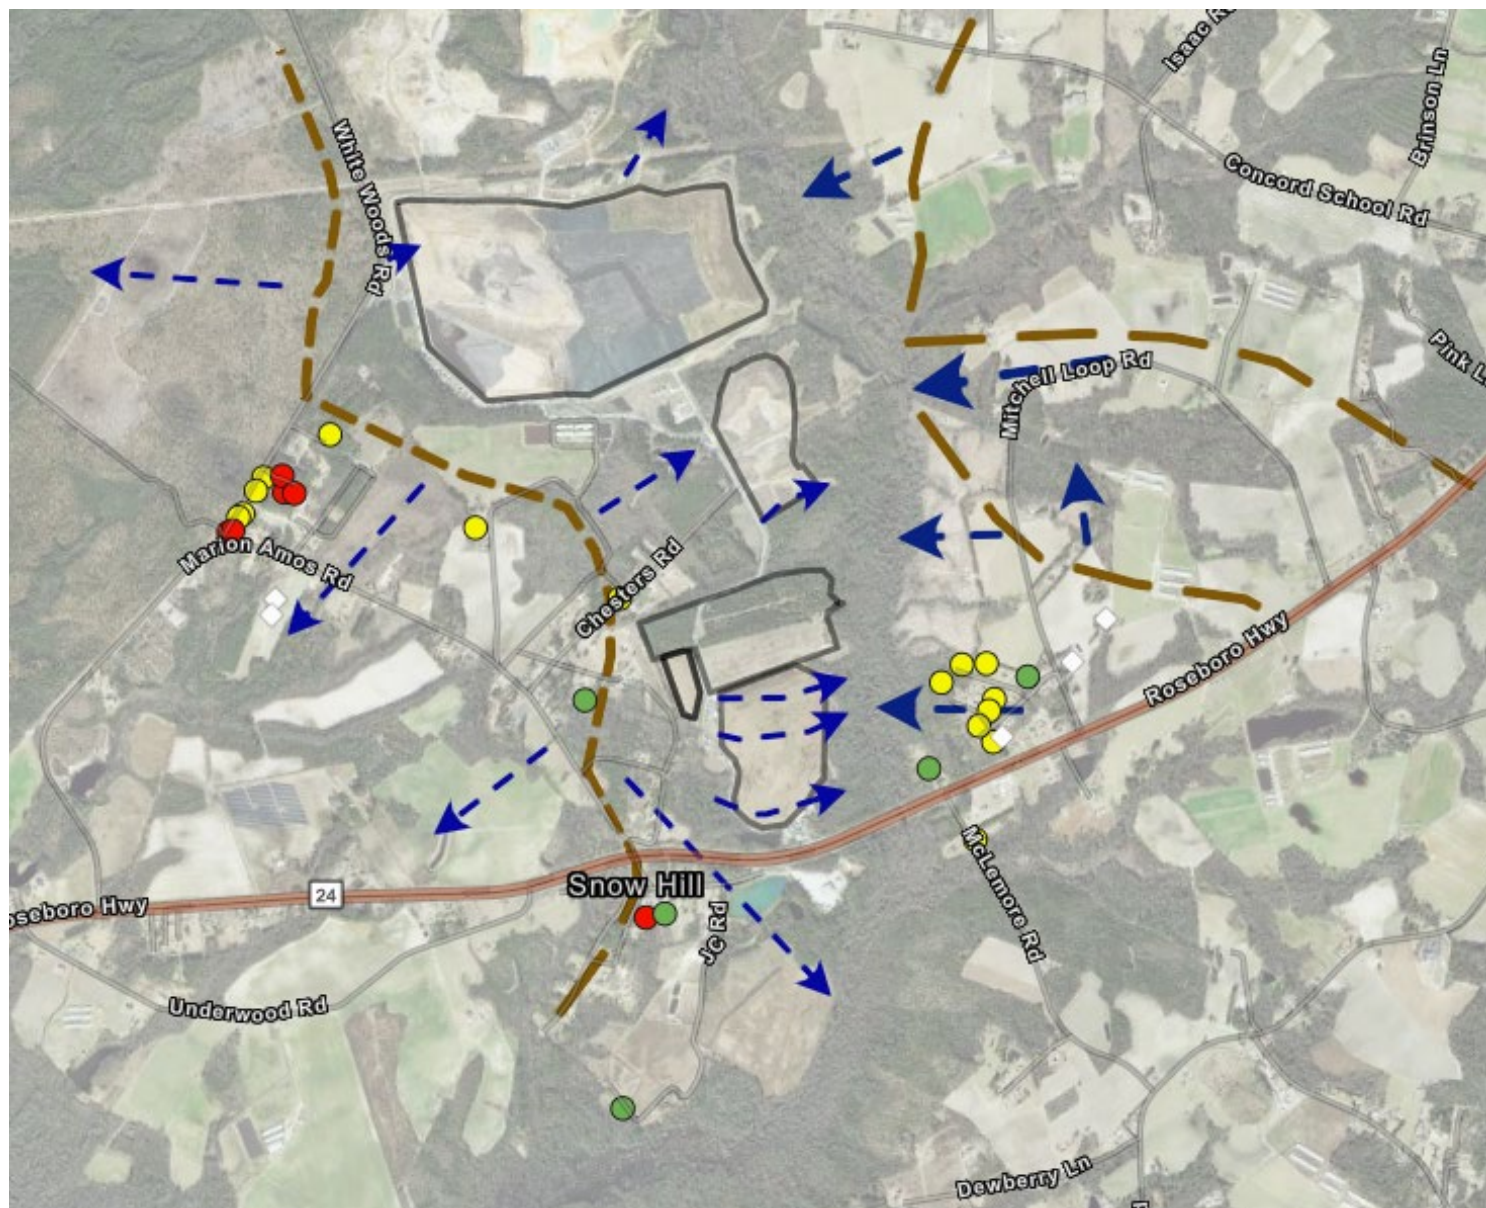 Isaac R
Brinson Ln
White Woods Rd
Concord School Rd
Pink L
Mitchell Loop Rd
Marion Amos Rd
Chesters Rd
Roseboro Hwy
McLemore Rd
Snow Hill
24
oseboro Hwy
JC Rd
Underwood Rd
Dewberry Ln